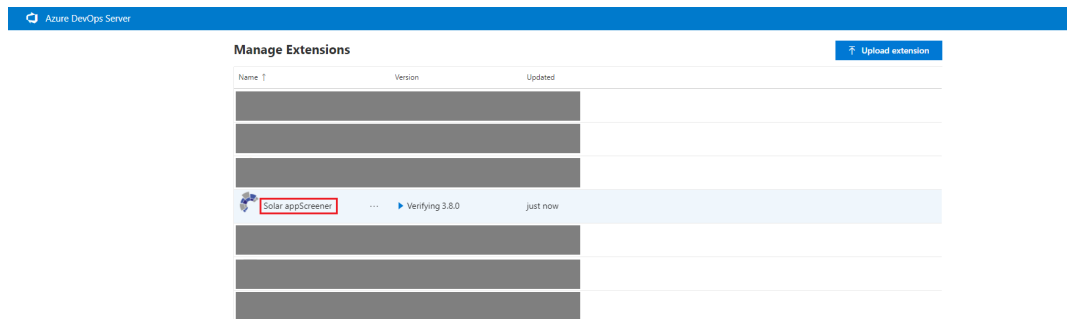 Azure DevOps Server
Manage Extensions
Upload extension
Name ↑ Version Updated
Solar appScreener ... Verifying 3.8.0 just now